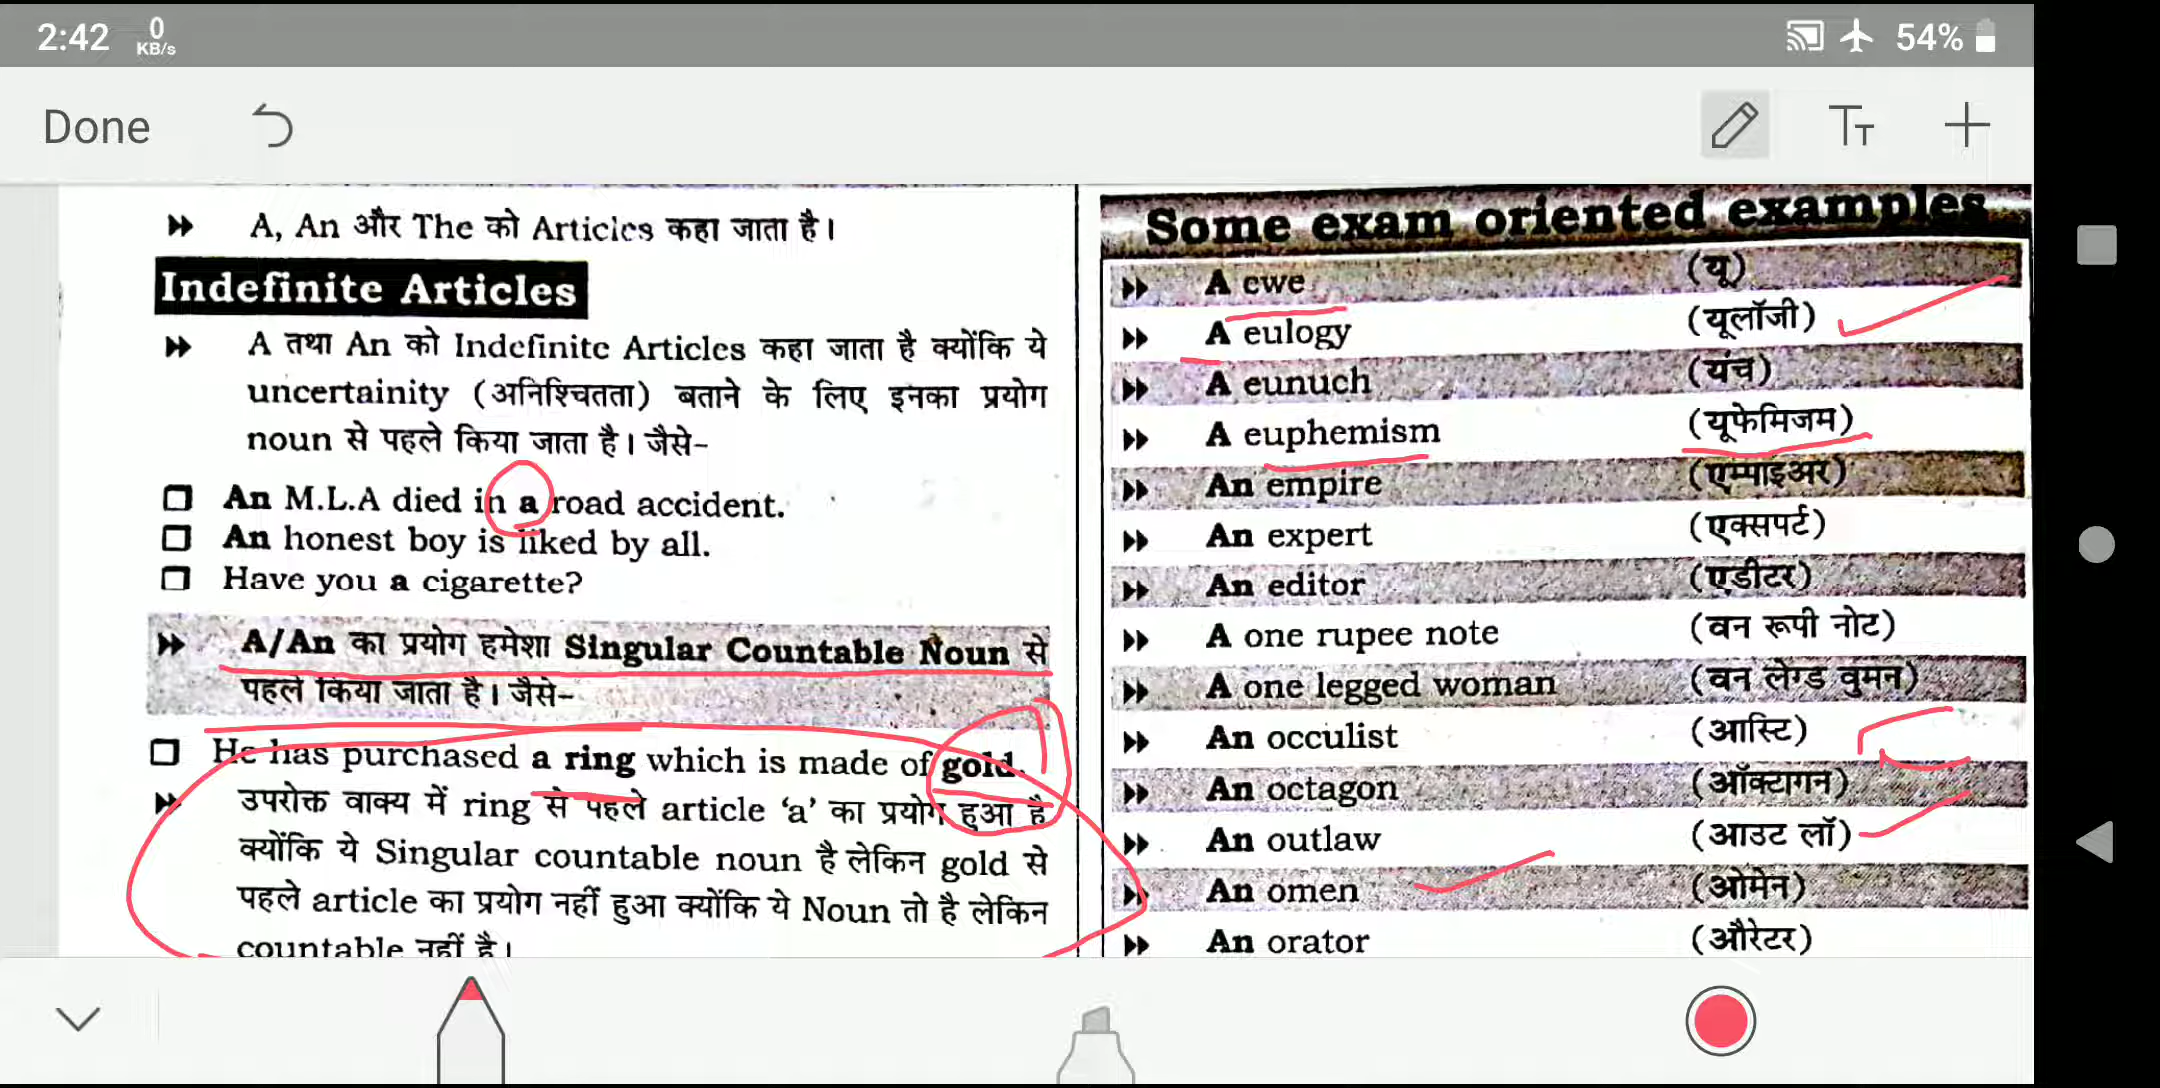 2:42
0
KB/s
54%
Done
TT
A, An और The को Articles कहा जाता है।
Indefinite Articles
A तथा An को Indefinite Articles कहा जाता है क्योंकि ये
uncertainity (अनिश्चितता) बताने के लिए इनका प्रयोग
noun से पहले किया जाता है। जैसे-
An M.L.A died in a road accident.
An honest boy is liked by all.
Have you a cigarette?
A/An का प्रयोग हमेशा Singular Countable Noun से
पहले किया जाता है। जैसे-
He has purchased a ring which is made of gold.
उपरोक्त वाक्य में ring से पहले article ‘a’ का प्रयोग हुआ है
क्योंकि ये Singular countable noun है लेकिन gold से
पहले article का प्रयोग नहीं हुआ क्योंकि ये Noun तो है लेकिन
countable नहीं है।
Some exam oriented examples
A ewe (यू)
A eulogy (यूलॉजी)
A eunuch (यंच)
A euphemism (यूफेमिजम)
An empire (एम्पाइअर)
An expert (एक्सपर्ट)
An editor (एडीटर)
A one rupee note (वन रूपी नोट)
A one legged woman (वन लेग्ड वुमन)
An occulist (आस्टि)
An octagon (ऑक्टागन)
An outlaw (आउट लॉ)
An omen (ओमेन)
An orator (औरेटर)